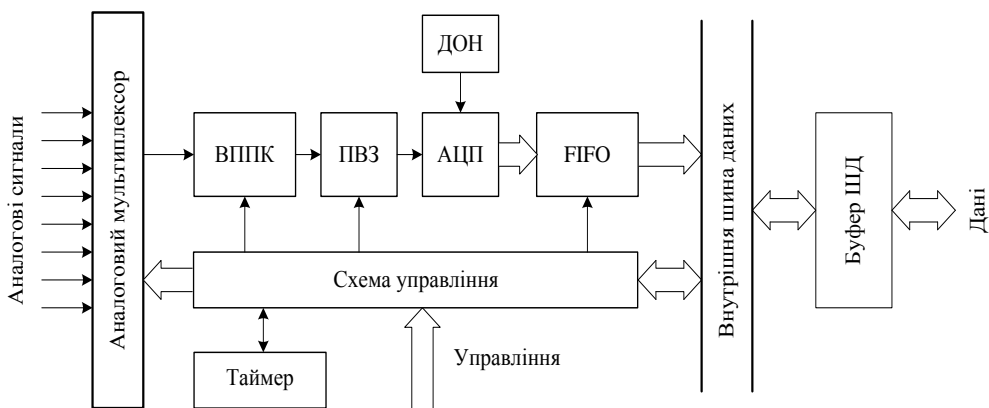 Аналогові сигнали
Аналоговий мультиплексор
ДОН
ВППК
ПВЗ
АЦП
FIFO
Схема управління
Таймер
Управління
Внутрішня шина даних
Буфер ШД
Дані